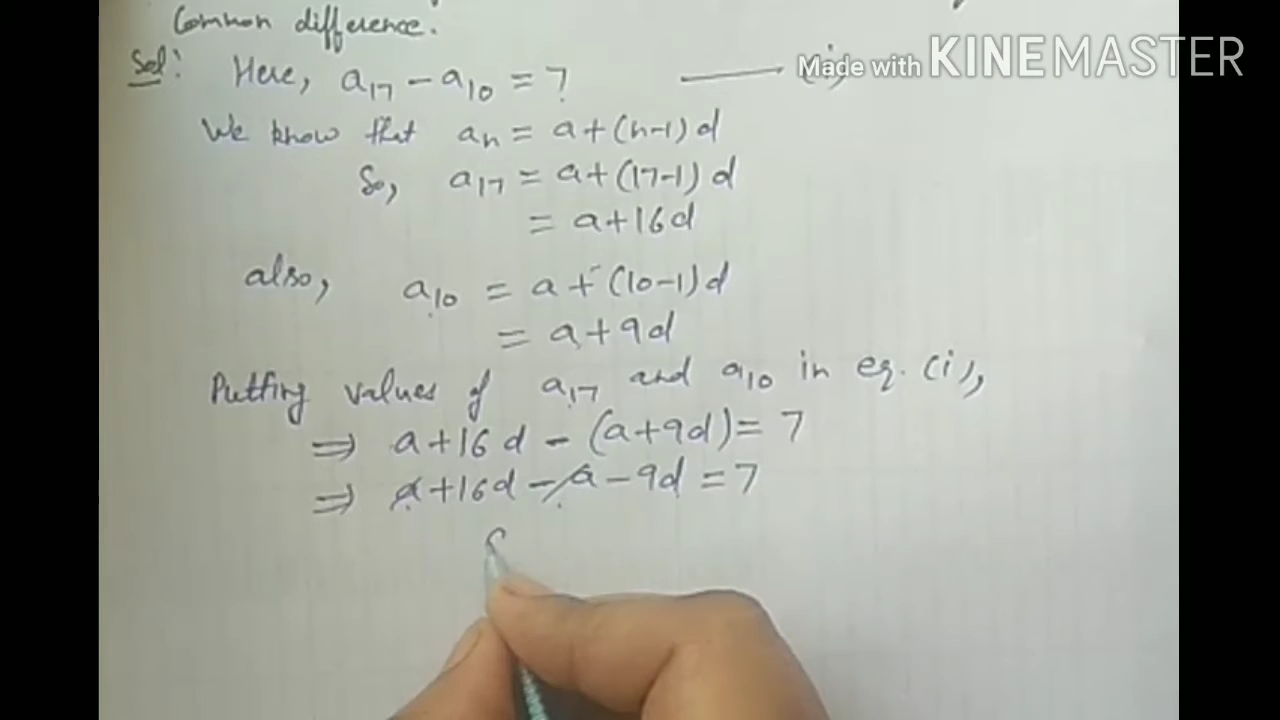 Common difference.
Sol: Here, a₁₇ − a₁₀ = 7 (i)
Made with KINEMASTER
We know that aₙ = a+(n-1)d
So, a₁₇ = a+(17-1)d
= a+16d
also, a₁₀ = a+(10-1)d
= a+9d
Putting values of a₁₇ and a₁₀ in eq. (i),
⇒ a+16d − (a+9d) = 7
⇒ a+16d − a − 9d = 7